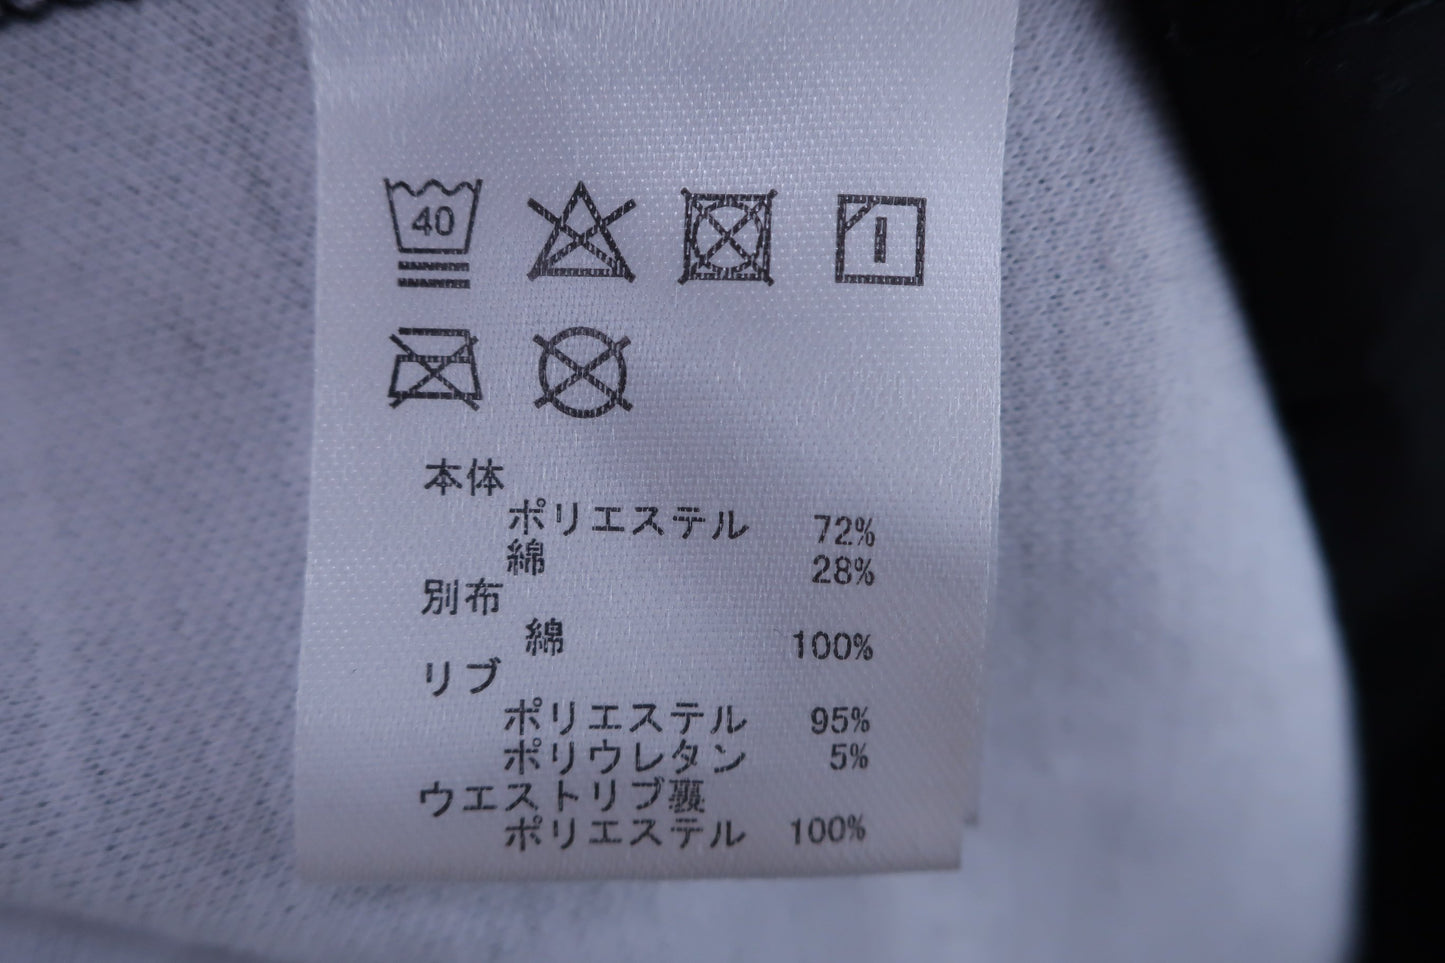 40
本体
ポリエステル 72%
綿 28%
別布
綿 100%
リブ
ポリエステル 95%
ポリウレタン 5%
ウエストリブ裏
ポリエステル 100%